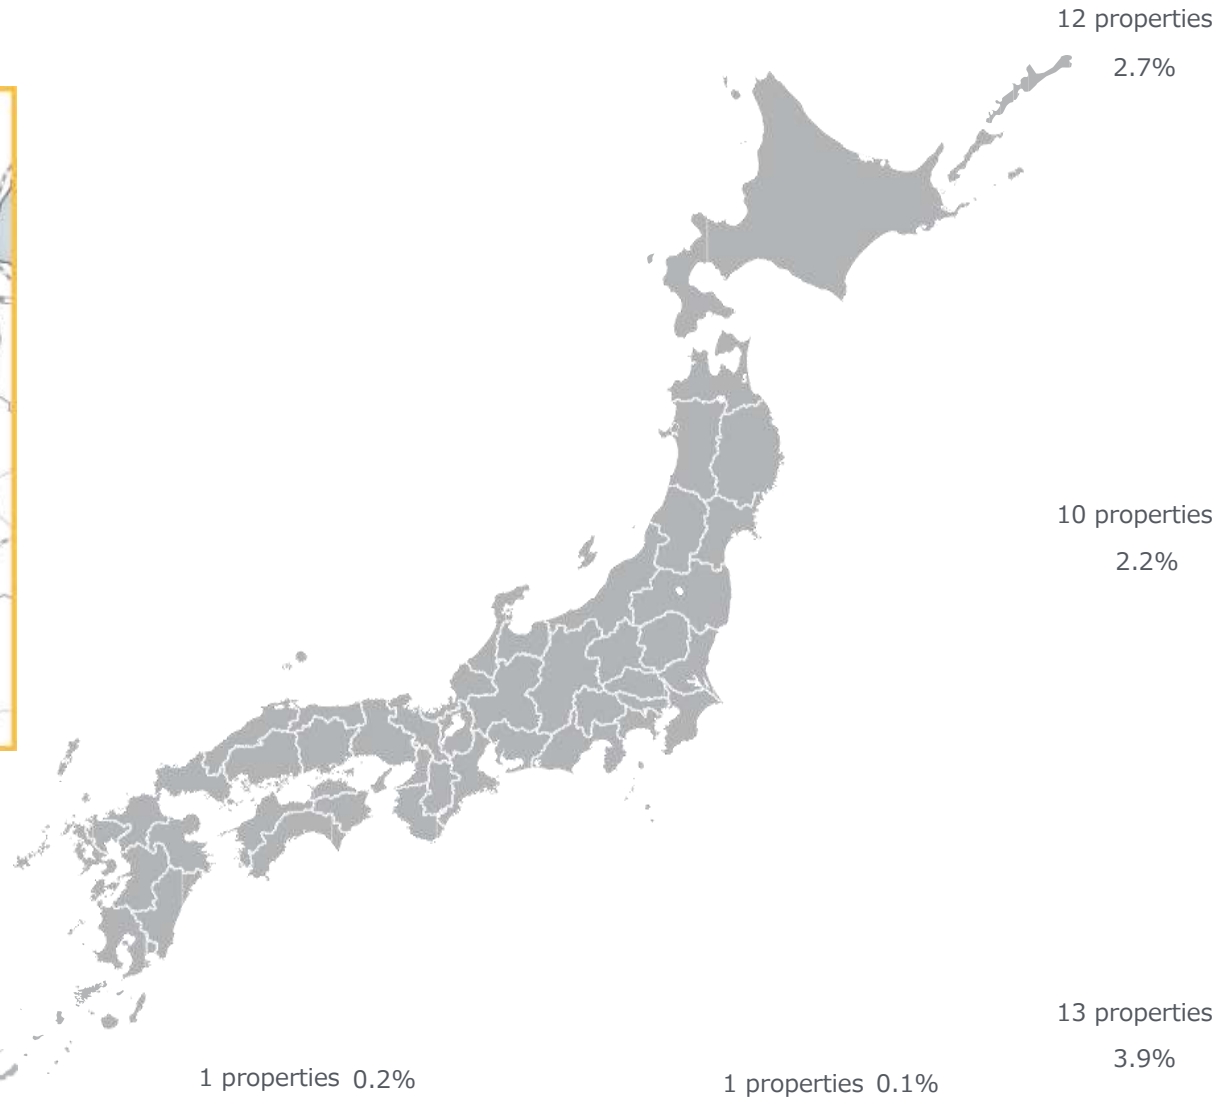 12 properties
2.7%
10 properties
2.2%
13 properties
3.9%
1 properties 0.2%
1 properties 0.1%